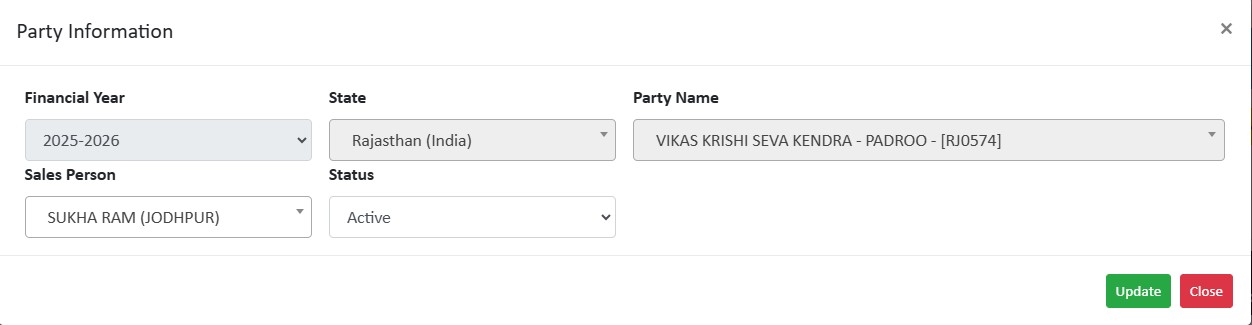 Party Information ×
Financial Year State Party Name
2025-2026 Rajasthan (India) VIKAS KRISHI SEVA KENDRA - PADROO - [RJ0574]
Sales Person Status
SUKHA RAM (JODHPUR) Active
Update Close